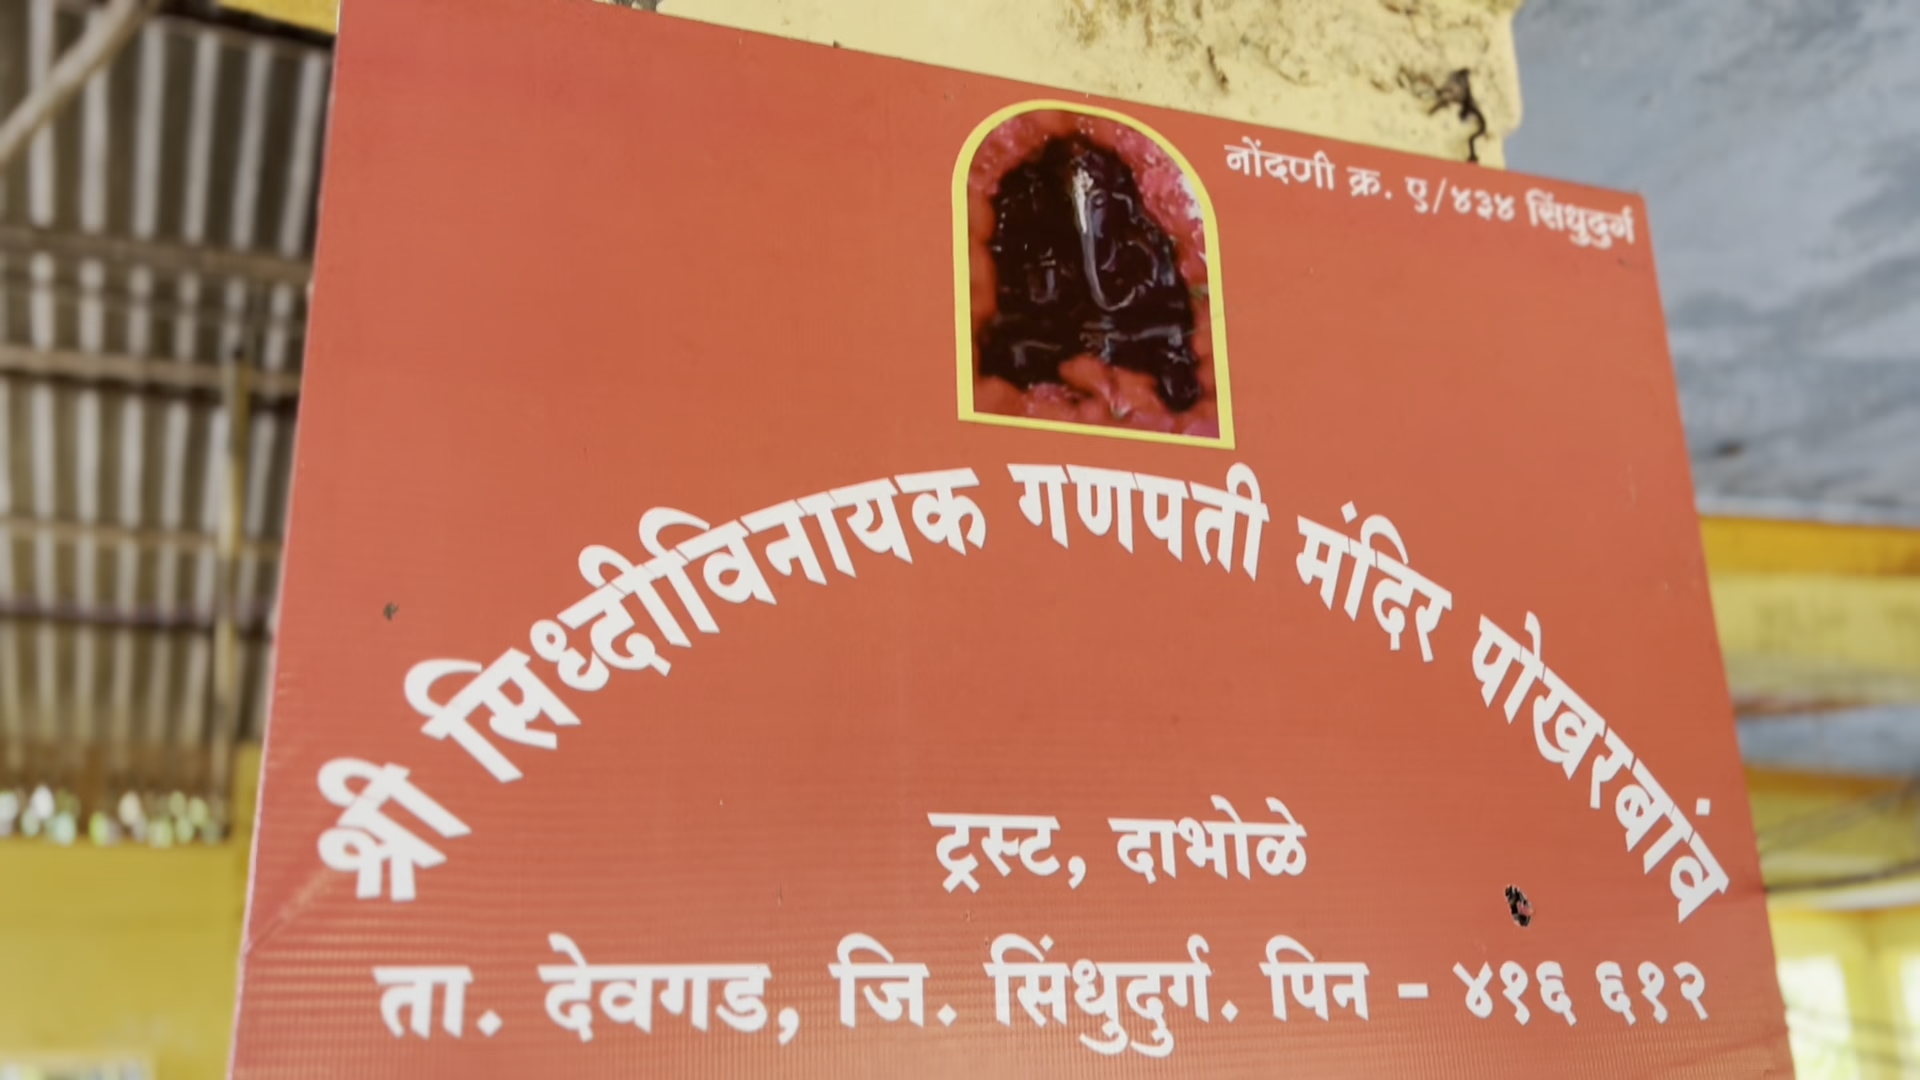 नोंदणी क्र. ए/४३४ सिंधुदुर्ग
श्री सिध्दीविनायक गणपती मंदिर पोखरबांव
ट्रस्ट, दाभोळे
ता. देवगड, जि. सिंधुदुर्ग. पिन - ४१६ ६१२